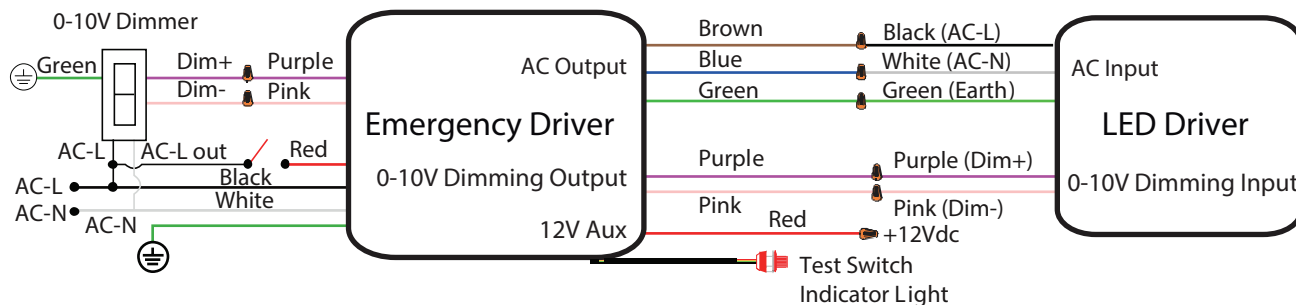 0-10V Dimmer
Green
Dim+
Purple
Dim-
Pink
AC-L
AC-L out
Red
AC-L
Black
White
AC-N
AC-N
AC Output
Emergency Driver
0-10V Dimming Output
12V Aux
Brown
Black (AC-L)
Blue
White (AC-N)
Green
Green (Earth)
Purple
Purple (Dim+)
Pink
Pink (Dim-)
Red
+12Vdc
Test Switch
Indicator Light
AC Input
LED Driver
0-10V Dimming Input